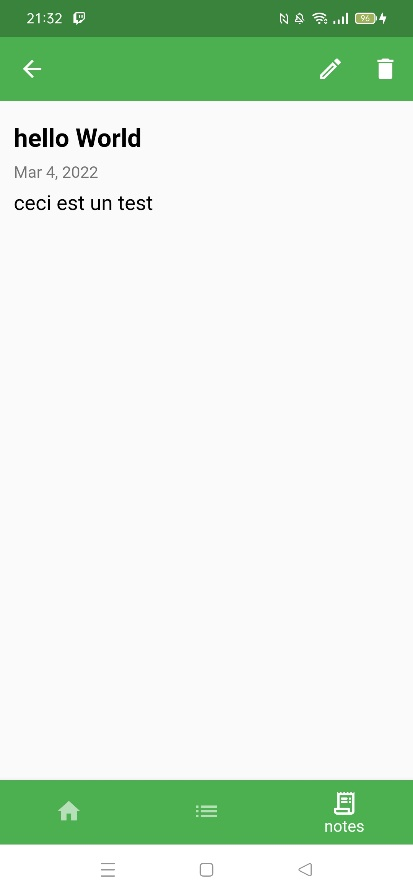 21:32
96
hello World
Mar 4, 2022
ceci est un test
notes